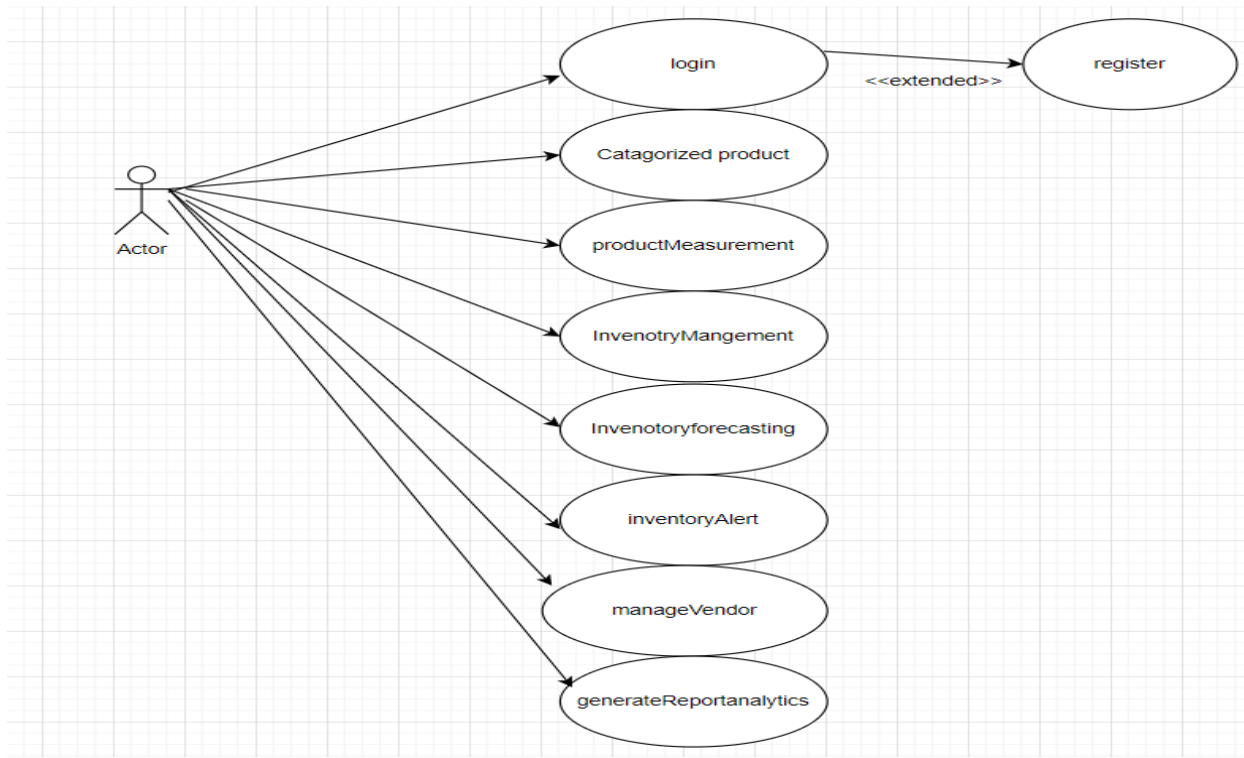 login
register
<<extended>>
Catagorized product
Actor
productMeasurement
InvenotryMangement
Invenotoryforecasting
inventoryAlert
manageVendor
generateReportanalytics